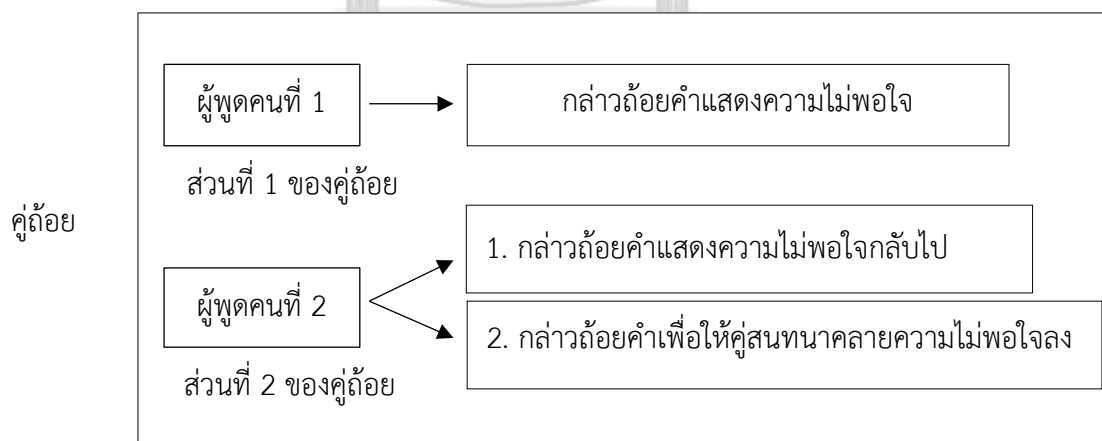 ผู้พูดคนที่ 1
กล่าวถ้อยคำแสดงความไม่พอใจ
ส่วนที่ 1 ของคู่ถ้อย
คู่ถ้อย
1. กล่าวถ้อยคำแสดงความไม่พอใจกลับไป
ผู้พูดคนที่ 2
2. กล่าวถ้อยคำเพื่อให้คู่สนทนาคลายความไม่พอใจลง
ส่วนที่ 2 ของคู่ถ้อย